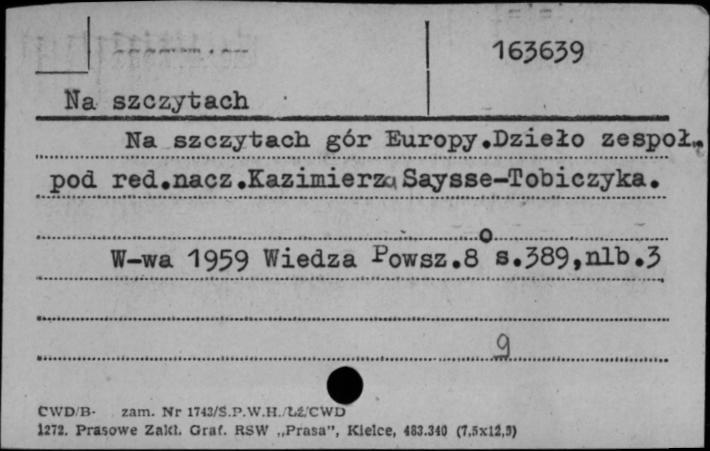 163639
Na szczytach
Na szczytach gór Europy.Dzieło zespoł.
pod red.nacz.Kazimierza Saysse-Tobiczyka.
W-wa 1959 Wiedza Powsz.8° s.389,nlb.3
9
CWD/B- zam. Nr 1743/S.P.W.H./ŁŹ/CWD
1272. Prasowe Zakł. Graf. RSW „Prasa", Kielce, 483.340 (7,5x12,5)